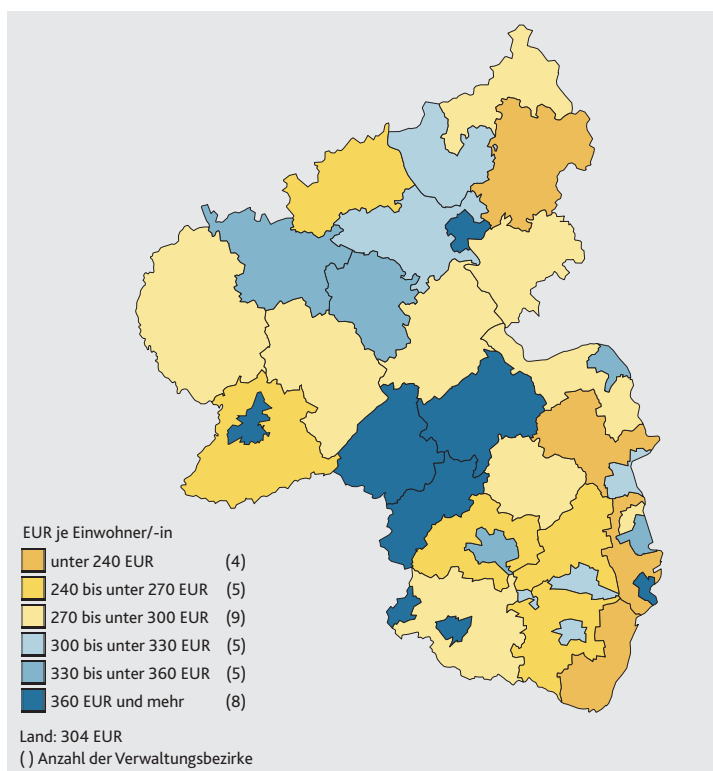 EUR je Einwohner/-in
unter 240 EUR (4)
240 bis unter 270 EUR (5)
270 bis unter 300 EUR (9)
300 bis unter 330 EUR (5)
330 bis unter 360 EUR (5)
360 EUR und mehr (8)
Land: 304 EUR
( ) Anzahl der Verwaltungsbezirke